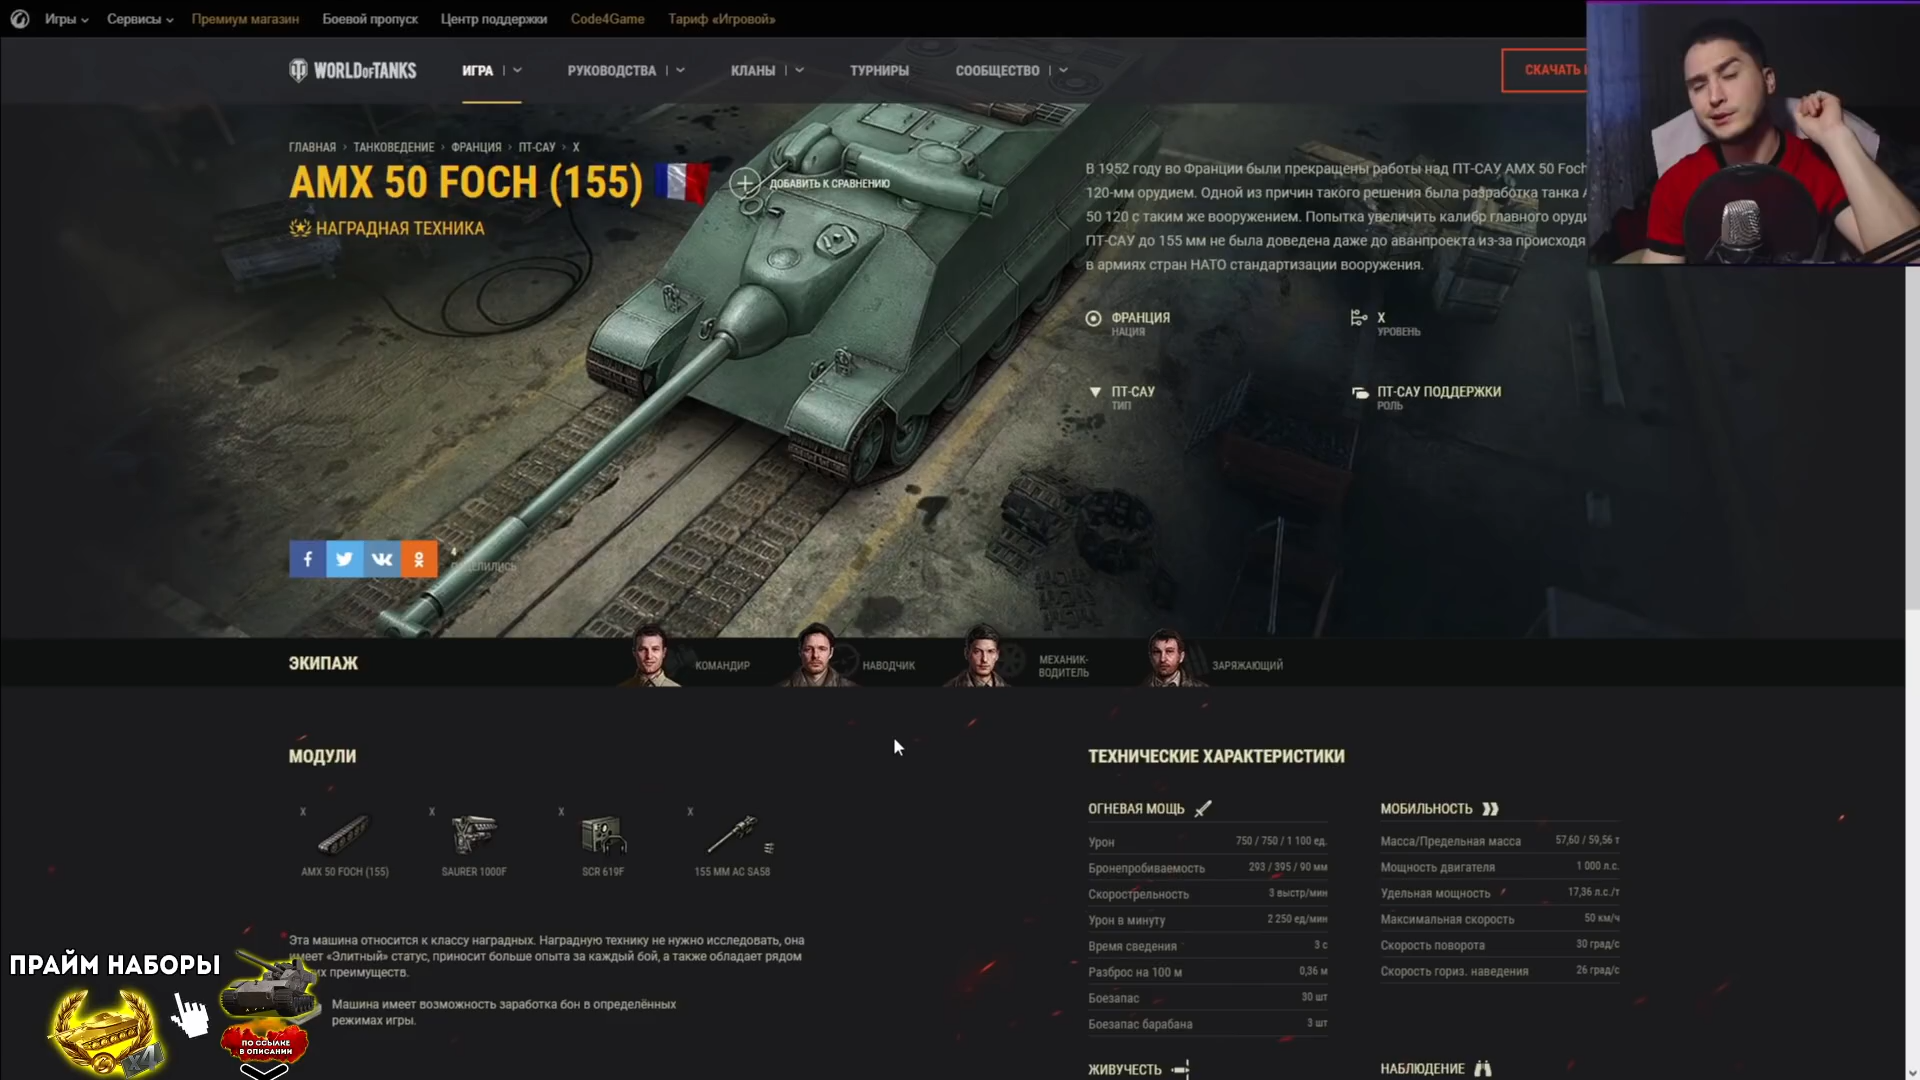 Игры
Сервисы
Премиум магазин
Боевой пропуск
Центр поддержки
Code4Game
Тариф «Игровой»
WORLD OF TANKS
ИГРА
РУКОВОДСТВА
КЛАНЫ
ТУРНИРЫ
СООБЩЕСТВО
СКАЧАТЬ
ГЛАВНАЯ › ТАНКОВЕДЕНИЕ › ФРАНЦИЯ › ПТ-САУ › X
AMX 50 FOCH (155)
ДОБАВИТЬ К СРАВНЕНИЮ
НАГРАДНАЯ ТЕХНИКА
В 1952 году во Франции были прекращены работы над ПТ-САУ AMX 50 Foch
120-мм орудием. Одной из причин такого решения была разработка танка
50 120 с таким же вооружением. Попытка увеличить калибр главного оруди
ПТ-САУ до 155 мм не была доведена даже до аванпроекта из-за происходя
в армиях стран НАТО стандартизации вооружения.
ФРАНЦИЯ
НАЦИЯ
X
УРОВЕНЬ
ПТ-САУ
ТИП
ПТ-САУ ПОДДЕРЖКИ
РОЛЬ
4
ПОДЕЛИЛИСЬ
ЭКИПАЖ
КОМАНДИР
НАВОДЧИК
МЕХАНИК-
ВОДИТЕЛЬ
ЗАРЯЖАЮЩИЙ
МОДУЛИ
X
X
X
X
AMX 50 FOCH (155)
SAURER 1000F
SCR 619F
155 MM AC SA58
Эта машина относится к классу наградных. Наградную технику не нужно исследовать, она
имеет «Элитный» статус, приносит больше опыта за каждый бой, а также обладает рядом
преимуществ.
Машина имеет возможность заработка бон в определённых
режимах игры.
ТЕХНИЧЕСКИЕ ХАРАКТЕРИСТИКИ
ОГНЕВАЯ МОЩЬ
Урон 750 / 750 / 1 100 ед.
Бронепробиваемость 293 / 395 / 90 мм
Скорострельность 3 выстр/мин
Урон в минуту 2 250 ед/мин
Время сведения 3 с
Разброс на 100 м 0,36 м
Боезапас 30 шт
Боезапас барабана 3 шт
ЖИВУЧЕСТЬ
МОБИЛЬНОСТЬ
Масса/Предельная масса 57,60 / 59,56 т
Мощность двигателя 1 000 л.с.
Удельная мощность 17,36 л.с./т
Максимальная скорость 50 км/ч
Скорость поворота 30 град/с
Скорость гориз. наведения 26 град/с
НАБЛЮДЕНИЕ
ПРАЙМ НАБОРЫ
X4
ПО ССЫЛКЕ
В ОПИСАНИИ